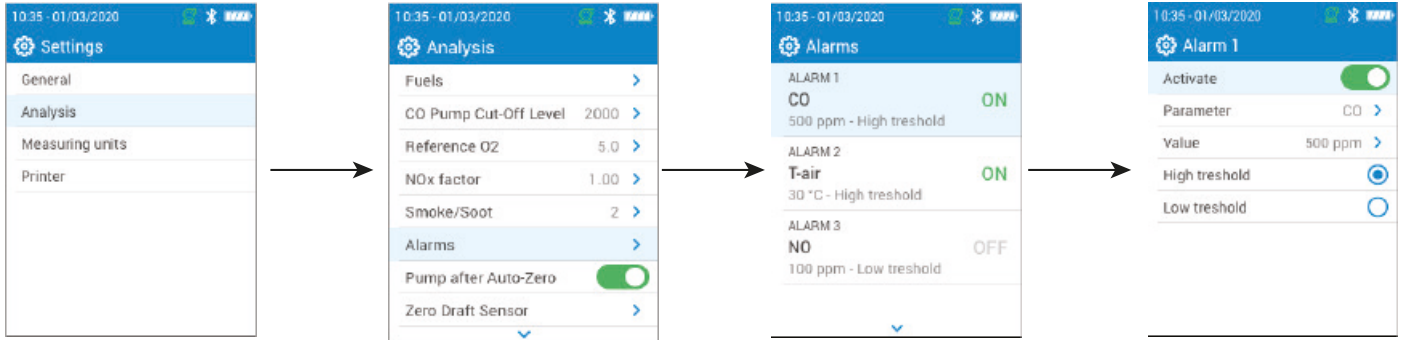 10:35 - 01/03/2020
Settings
General
Analysis
Measuring units
Printer
10:35 - 01/03/2020
Analysis
Fuels
CO Pump Cut-Off Level 2000
Reference O2 5.0
NOx factor 1.00
Smoke/Soot 2
Alarms
Pump after Auto-Zero
Zero Draft Sensor
10:35 - 01/03/2020
Alarms
ALARM 1
CO ON
500 ppm - High treshold
ALARM 2
T-air ON
30 °C - High treshold
ALARM 3
NO OFF
100 ppm - Low treshold
10:35 - 01/03/2020
Alarm 1
Activate
Parameter CO
Value 500 ppm
High treshold
Low treshold